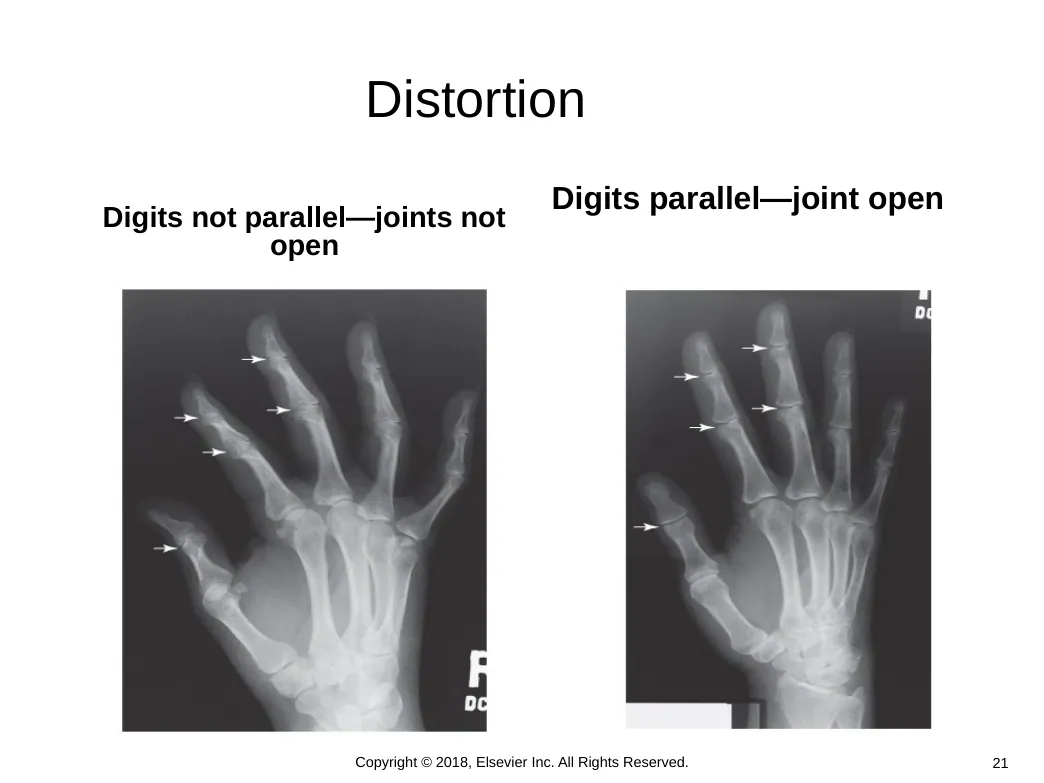 Distortion
Digits not parallel—joints not
open
Digits parallel—joint open
R
DC
DC
Copyright © 2018, Elsevier Inc. All Rights Reserved.
21